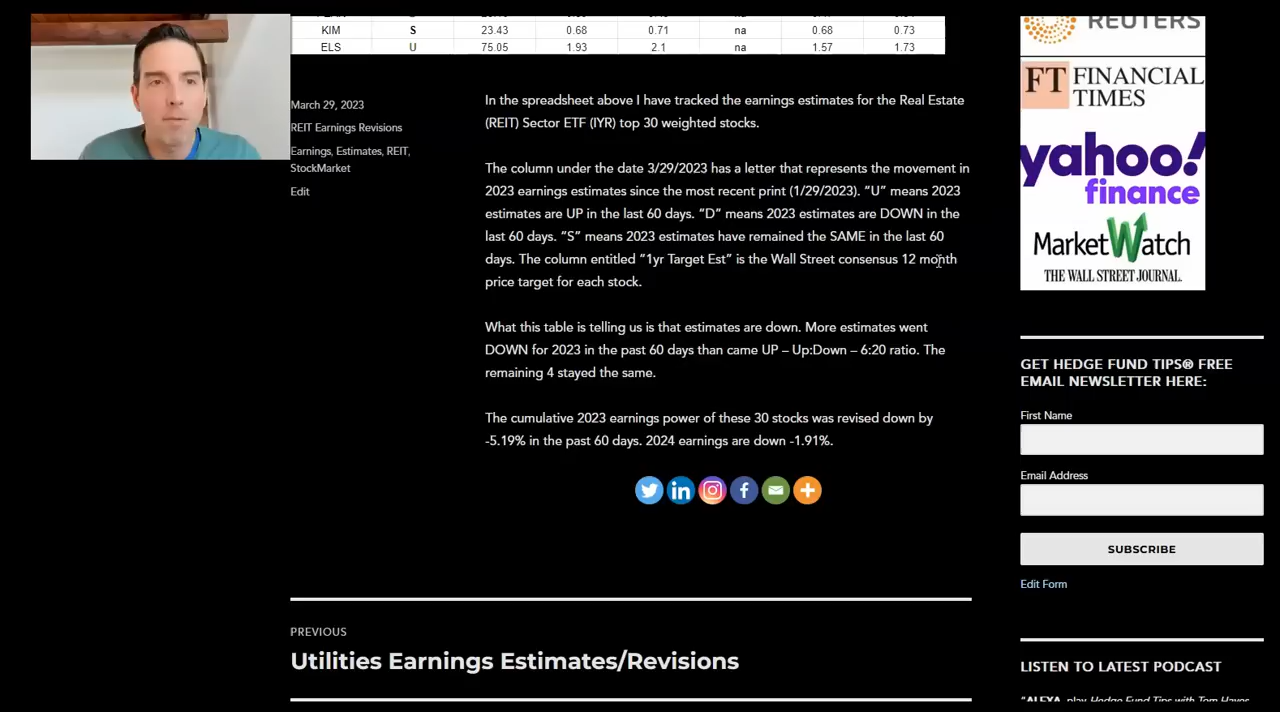 KIM S 23.43 0.68 0.71 na 0.68 0.73
ELS U 75.05 1.93 2.1 na 1.57 1.73
March 29, 2023
REIT Earnings Revisions
Earnings, Estimates, REIT,
StockMarket
Edit
In the spreadsheet above I have tracked the earnings estimates for the Real Estate
(REIT) Sector ETF (IYR) top 30 weighted stocks.
The column under the date 3/29/2023 has a letter that represents the movement in
2023 earnings estimates since the most recent print (1/29/2023). “U” means 2023
estimates are UP in the last 60 days. “D” means 2023 estimates are DOWN in the
last 60 days. “S” means 2023 estimates have remained the SAME in the last 60
days. The column entitled “1yr Target Est” is the Wall Street consensus 12 month
price target for each stock.
What this table is telling us is that estimates are down. More estimates went
DOWN for 2023 in the past 60 days than came UP – Up:Down – 6:20 ratio. The
remaining 4 stayed the same.
The cumulative 2023 earnings power of these 30 stocks was revised down by
-5.19% in the past 60 days. 2024 earnings are down -1.91%.
PREVIOUS
Utilities Earnings Estimates/Revisions
REUTERS
FT FINANCIAL
TIMES
yahoo!
finance
MarketWatch
THE WALL STREET JOURNAL.
GET HEDGE FUND TIPS® FREE
EMAIL NEWSLETTER HERE:
First Name
Email Address
SUBSCRIBE
Edit Form
LISTEN TO LATEST PODCAST
"ALEXA, play Hedge Fund Tips with Tom Hayes